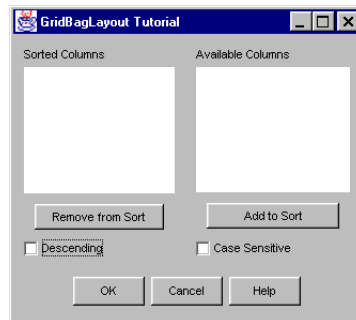 GridBagLayout Tutorial
Sorted Columns Available Columns
Remove from Sort Add to Sort
Descending Case Sensitive
OK Cancel Help